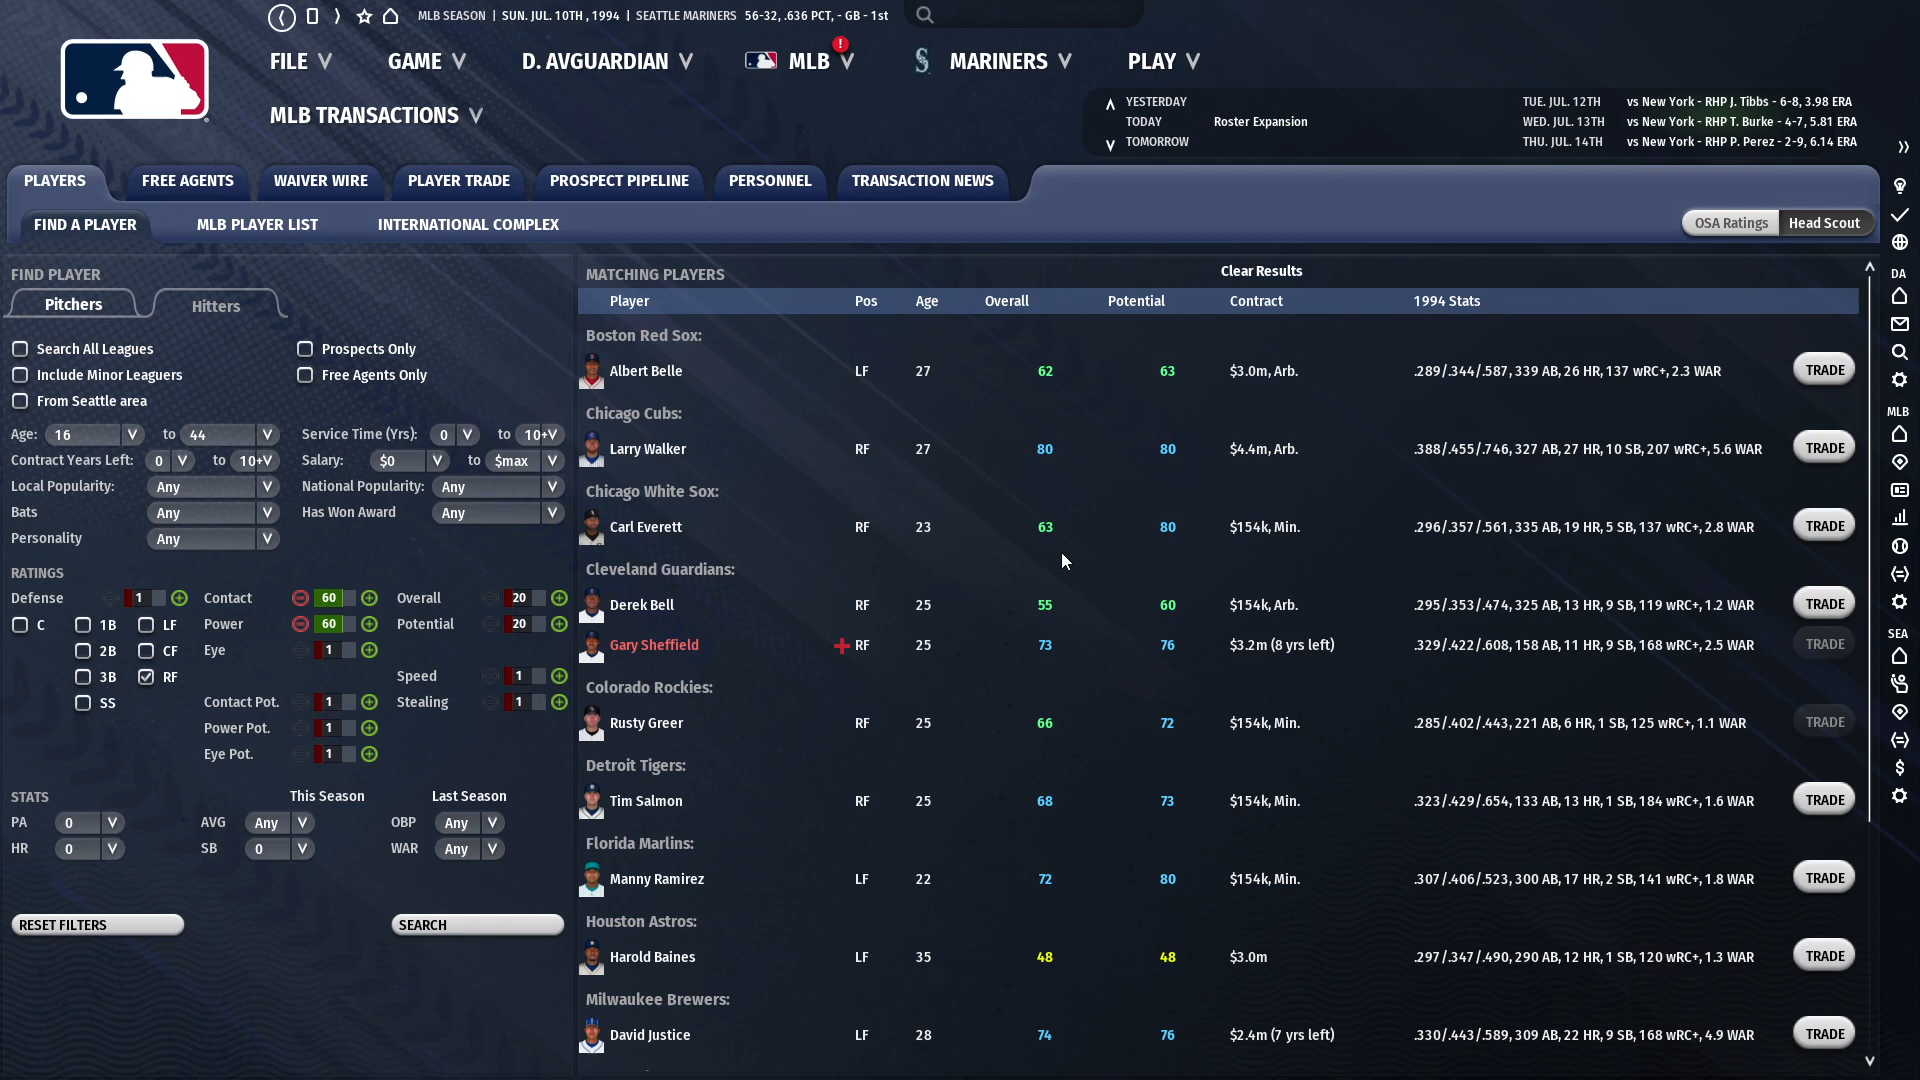 MLB SEASON | SUN. JUL. 10TH , 1994 | SEATTLE MARINERS 56-32, .636 PCT, - GB - 1st
FILE GAME D. AVGUARDIAN MLB ! MARINERS PLAY
MLB TRANSACTIONS
YESTERDAY TUE. JUL. 12TH vs New York - RHP J. Tibbs - 6-8, 3.98 ERA
TODAY Roster Expansion WED. JUL. 13TH vs New York - RHP T. Burke - 4-7, 5.81 ERA
TOMORROW THU. JUL. 14TH vs New York - RHP P. Perez - 2-9, 6.14 ERA
PLAYERS FREE AGENTS WAIVER WIRE PLAYER TRADE PROSPECT PIPELINE PERSONNEL TRANSACTION NEWS
FIND A PLAYER MLB PLAYER LIST INTERNATIONAL COMPLEX OSA Ratings Head Scout
FIND PLAYER
Pitchers Hitters
Search All Leagues Prospects Only
Include Minor Leaguers Free Agents Only
From Seattle area
Age: 16 to 44 Service Time (Yrs): 0 to 10+
Contract Years Left: 0 to 10+ Salary: $0 to $max
Local Popularity: Any National Popularity: Any
Bats Any Has Won Award Any
Personality Any
RATINGS
Defense 1 Contact 60 Overall 20
C 1B LF Power 60 Potential 20
2B CF Eye 1
3B RF Speed 1
SS Contact Pot. 1 Stealing 1
Power Pot. 1
Eye Pot. 1
STATS This Season Last Season
PA 0 AVG Any OBP Any
HR 0 SB 0 WAR Any
RESET FILTERS SEARCH
MATCHING PLAYERS Clear Results
Player Pos Age Overall Potential Contract 1994 Stats
Boston Red Sox:
Albert Belle LF 27 62 63 $3.0m, Arb. .289/.344/.587, 339 AB, 26 HR, 137 wRC+, 2.3 WAR TRADE
Chicago Cubs:
Larry Walker RF 27 80 80 $4.4m, Arb. .388/.455/.746, 327 AB, 27 HR, 10 SB, 207 wRC+, 5.6 WAR TRADE
Chicago White Sox:
Carl Everett RF 23 63 80 $154k, Min. .296/.357/.561, 335 AB, 19 HR, 5 SB, 137 wRC+, 2.8 WAR TRADE
Cleveland Guardians:
Derek Bell RF 25 55 60 $154k, Arb. .295/.353/.474, 325 AB, 13 HR, 9 SB, 119 wRC+, 1.2 WAR TRADE
Gary Sheffield RF 25 73 76 $3.2m (8 yrs left) .329/.422/.608, 158 AB, 11 HR, 9 SB, 168 wRC+, 2.5 WAR TRADE
Colorado Rockies:
Rusty Greer RF 25 66 72 $154k, Min. .285/.402/.443, 221 AB, 6 HR, 1 SB, 125 wRC+, 1.1 WAR TRADE
Detroit Tigers:
Tim Salmon RF 25 68 73 $154k, Min. .323/.429/.654, 133 AB, 13 HR, 1 SB, 184 wRC+, 1.6 WAR TRADE
Florida Marlins:
Manny Ramirez LF 22 72 80 $154k, Min. .307/.406/.523, 300 AB, 17 HR, 2 SB, 141 wRC+, 1.8 WAR TRADE
Houston Astros:
Harold Baines LF 35 48 48 $3.0m .297/.347/.490, 290 AB, 12 HR, 1 SB, 120 wRC+, 1.3 WAR TRADE
Milwaukee Brewers:
David Justice LF 28 74 76 $2.4m (7 yrs left) .330/.443/.589, 309 AB, 22 HR, 9 SB, 168 wRC+, 4.9 WAR TRADE
DA
MLB
SEA
$